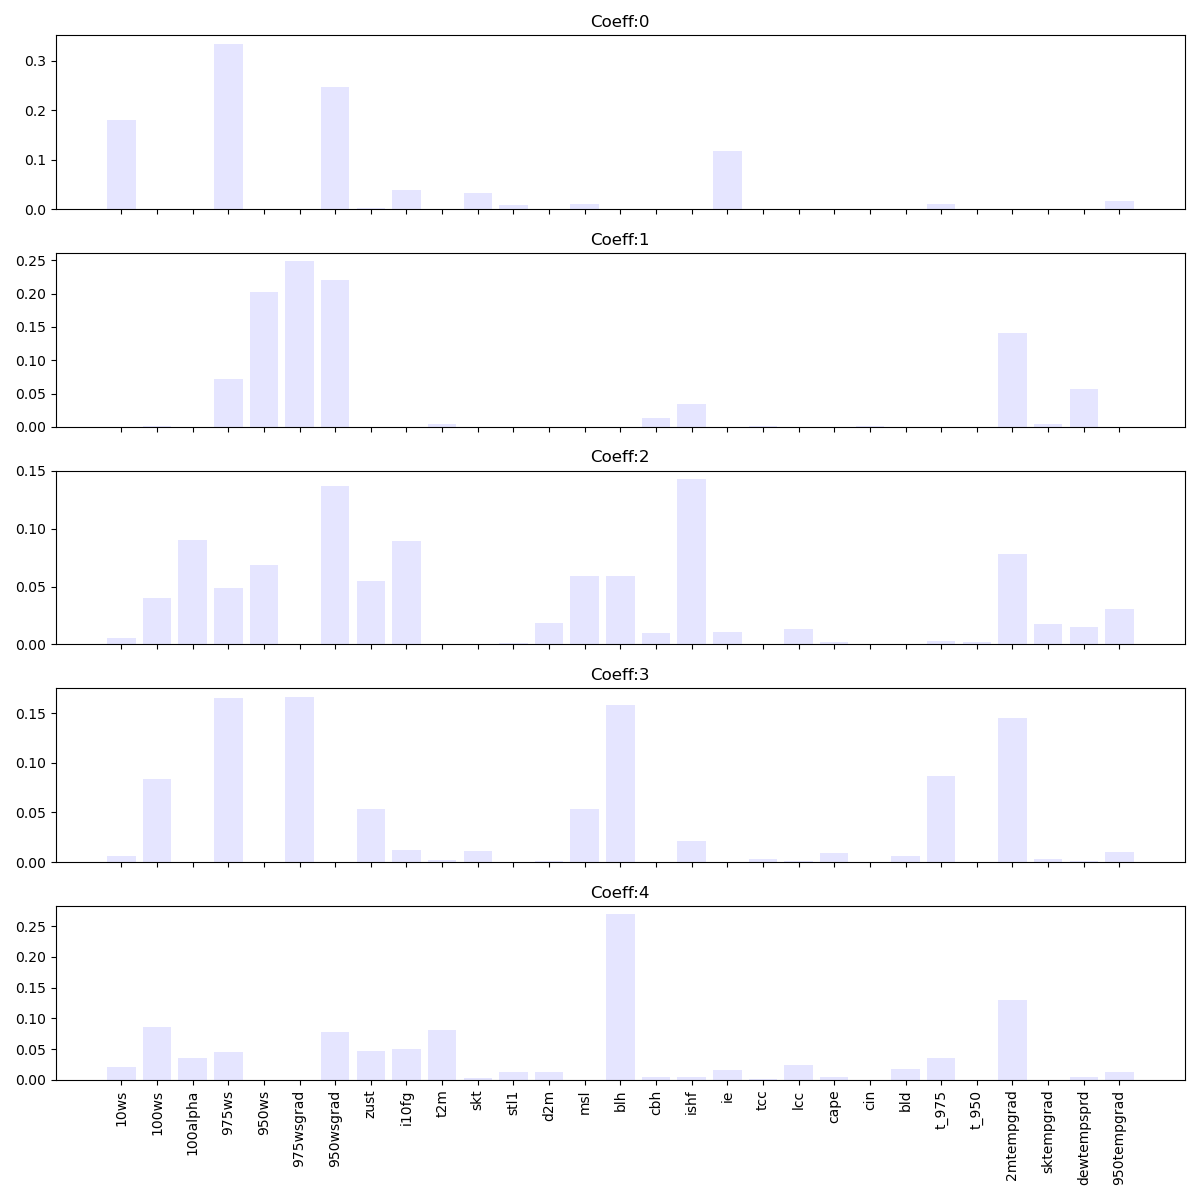 Coeff:0
0.3
0.2
0.1
0.0
Coeff:1
0.25
0.20
0.15
0.10
0.05
0.00
Coeff:2
0.15
0.10
0.05
0.00
Coeff:3
0.15
0.10
0.05
0.00
Coeff:4
0.25
0.20
0.15
0.10
0.05
0.00
10ws
100ws
100alpha
975ws
950ws
975wsgrad
950wsgrad
zust
i10fg
t2m
skt
stl1
d2m
msl
blh
cbh
ishf
ie
tcc
lcc
cape
cin
bld
t_975
t_950
2mtempgrad
sktempgrad
dewtempsprd
950tempgrad